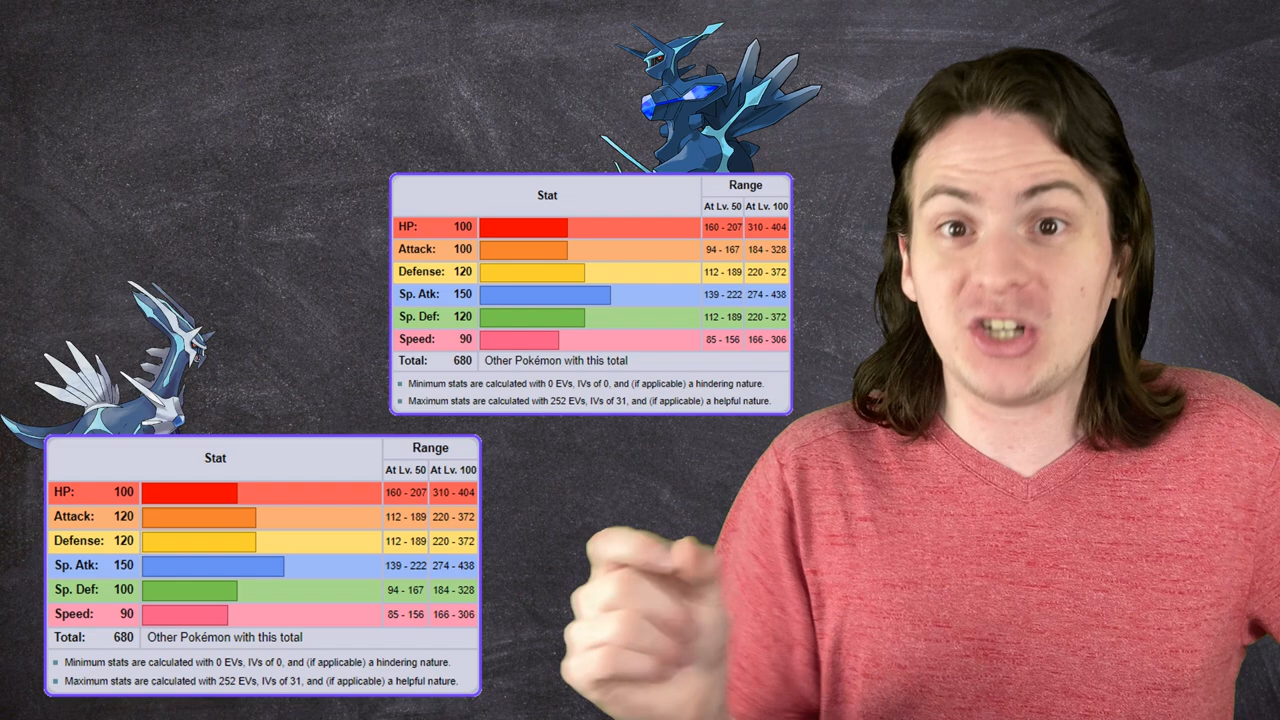 Stat Range
At Lv. 50 At Lv. 100
HP: 100 160 - 207 310 - 404
Attack: 100 94 - 167 184 - 328
Defense: 120 112 - 189 220 - 372
Sp. Atk: 150 139 - 222 274 - 438
Sp. Def: 120 112 - 189 220 - 372
Speed: 90 85 - 156 166 - 306
Total: 680 Other Pokémon with this total
Minimum stats are calculated with 0 EVs, IVs of 0, and (if applicable) a hindering nature.
Maximum stats are calculated with 252 EVs, IVs of 31, and (if applicable) a helpful nature.
Stat Range
At Lv. 50 At Lv. 100
HP: 100 160 - 207 310 - 404
Attack: 120 112 - 189 220 - 372
Defense: 120 112 - 189 220 - 372
Sp. Atk: 150 139 - 222 274 - 438
Sp. Def: 100 94 - 167 184 - 328
Speed: 90 85 - 156 166 - 306
Total: 680 Other Pokémon with this total
Minimum stats are calculated with 0 EVs, IVs of 0, and (if applicable) a hindering nature.
Maximum stats are calculated with 252 EVs, IVs of 31, and (if applicable) a helpful nature.